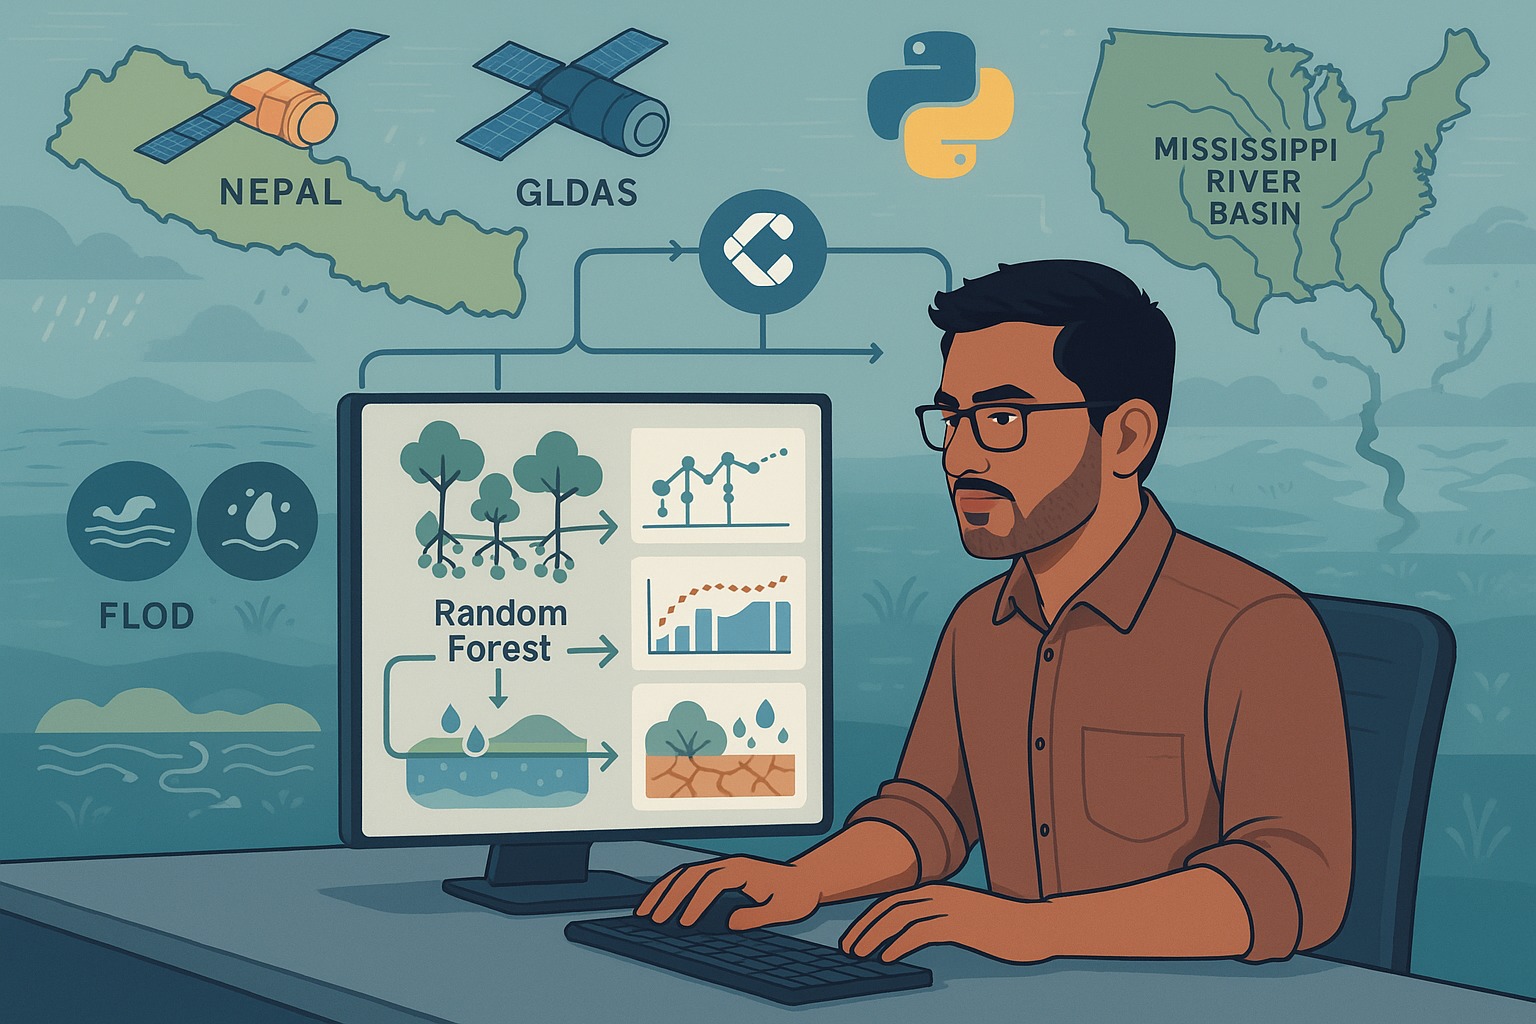 NEPAL
GLDAS
MISSISSIPPI
RIVER
BASIN
FLOD
Random
Forest